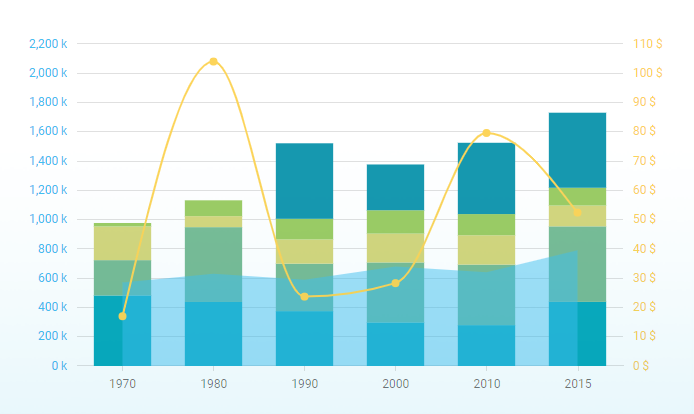 2,200 k 110 $
2,000 k 100 $
1,800 k 90 $
1,600 k 80 $
1,400 k 70 $
1,200 k 60 $
1,000 k 50 $
800 k 40 $
600 k 30 $
400 k 20 $
200 k 10 $
0 k 0 $
1970 1980 1990 2000 2010 2015